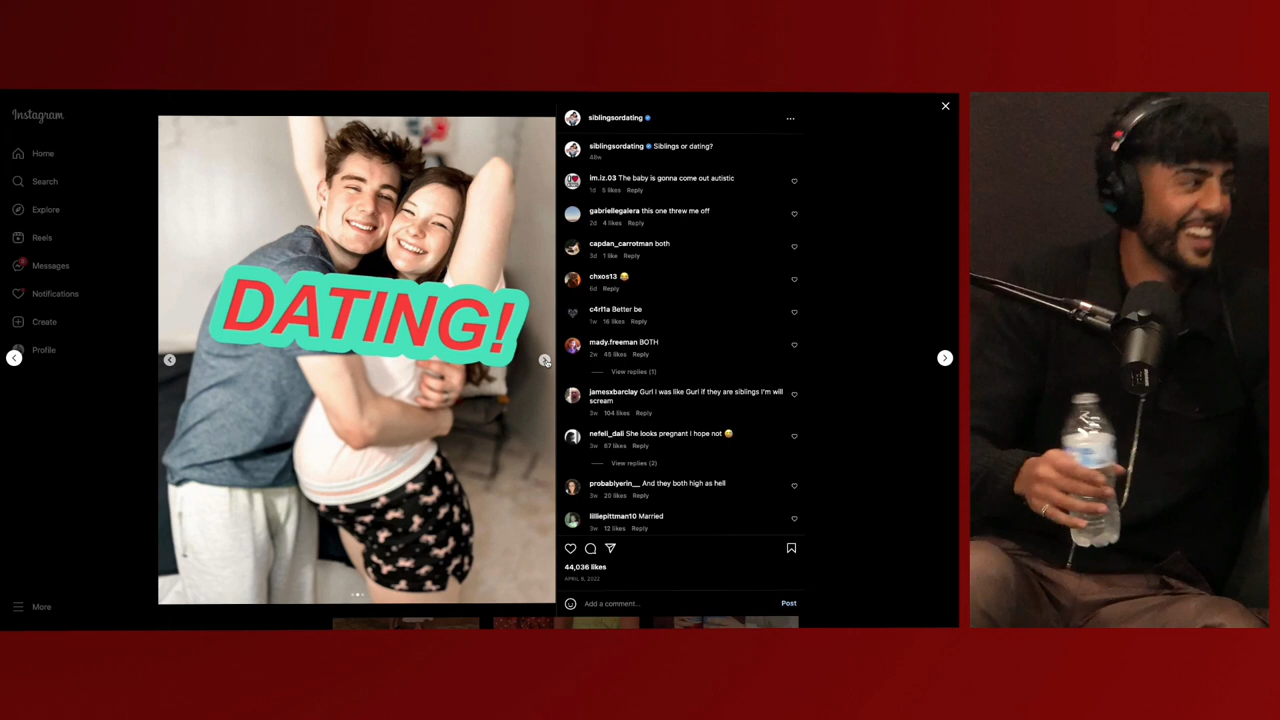 Instagram
Home
Search
Explore
Reels
Messages
Notifications
Create
Profile
More
DATING!
siblingsordating
siblingsordating Siblings or dating?
48w
im.iz.03 The baby is gonna come out autistic
1d 5 likes Reply
gabriellegalera this one threw me off
2d 4 likes Reply
capdan_carrotman both
3d 1 like Reply
chxos13 😂
6d Reply
c4rl1a Better be
1w 16 likes Reply
mady.freeman BOTH
2w 45 likes Reply
View replies (1)
jamesxbarclay Gurl I was like Gurl if they are siblings I'm will
scream
3w 104 likes Reply
nefeli_dali She looks pregnant I hope not 😅
3w 67 likes Reply
View replies (2)
probablyerin__ And they both high as hell
3w 20 likes Reply
lilliepittman10 Married
3w 12 likes Reply
44,036 likes
APRIL 8, 2022
Add a comment...
Post